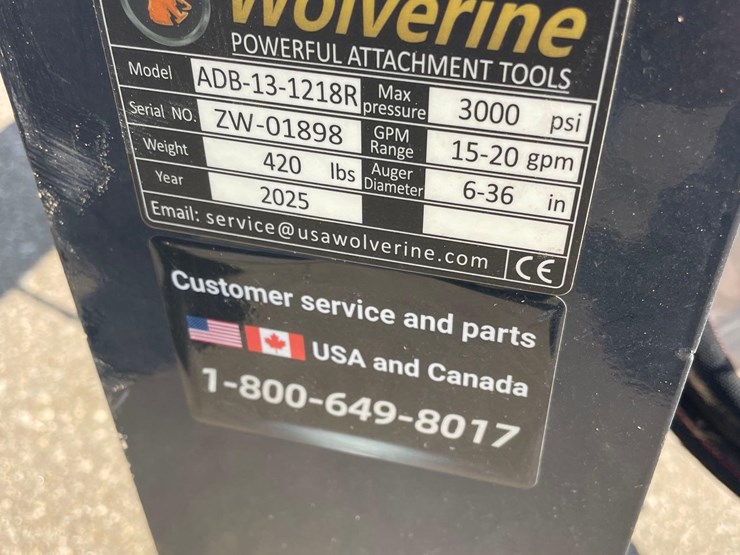 Wolverine
POWERFUL ATTACHMENT TOOLS
Model ADB-13-1218R Max pressure 3000 psi
Serial NO. ZW-01898 GPM Range 15-20 gpm
Weight 420 lbs Auger Diameter 6-36 in
Year 2025
Email: service@usawolverine.com CE
Customer service and parts
USA and Canada
1-800-649-8017